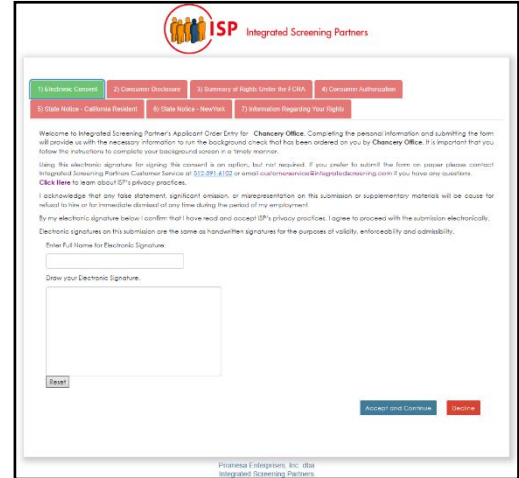 ISP Integrated Screening Partners
1) Electronic Consent 2) Consumer Disclosure 3) Summary of Rights Under the FCRA 4) Consumer Authorization
5) State Notice - California Resident 6) State Notice - NewYork 7) Information Regarding Your Rights
Welcome to Integrated Screening Partner's Applicant Order Entry for Chancery Office. Completing the personal information and submitting the form
will provide us with the necessary information to run the background check that has been ordered on you by Chancery Office. It is important that you
follow the instructions to complete your background screen in a timely manner.
Using this electronic signature for signing this consent is an option, but not required. If you prefer to submit the form on paper please contact
Integrated Screening Partners Customer Service at 512-891-6102 or email customerservice@integratedscreening.com if you have any questions.
Click Here to learn about ISP's privacy practices.
I acknowledge that any false statement, significant omission, or misrepresentation on this submission or supplementary materials will be cause for
refusal to hire or for immediate dismissal at any time during the period of my employment.
By my electronic signature below I confirm that I have read and accept ISP's privacy practices. I agree to proceed with the submission electronically.
Electronic signatures on this submission are the same as handwritten signatures for the purposes of validity, enforceability and admissibility.
Enter Full Name for Electronic Signature:
Draw your Electronic Signature.
Reset
Accept and Continue Decline
Promesa Enterprises, Inc. dba
Integrated Screening Partners